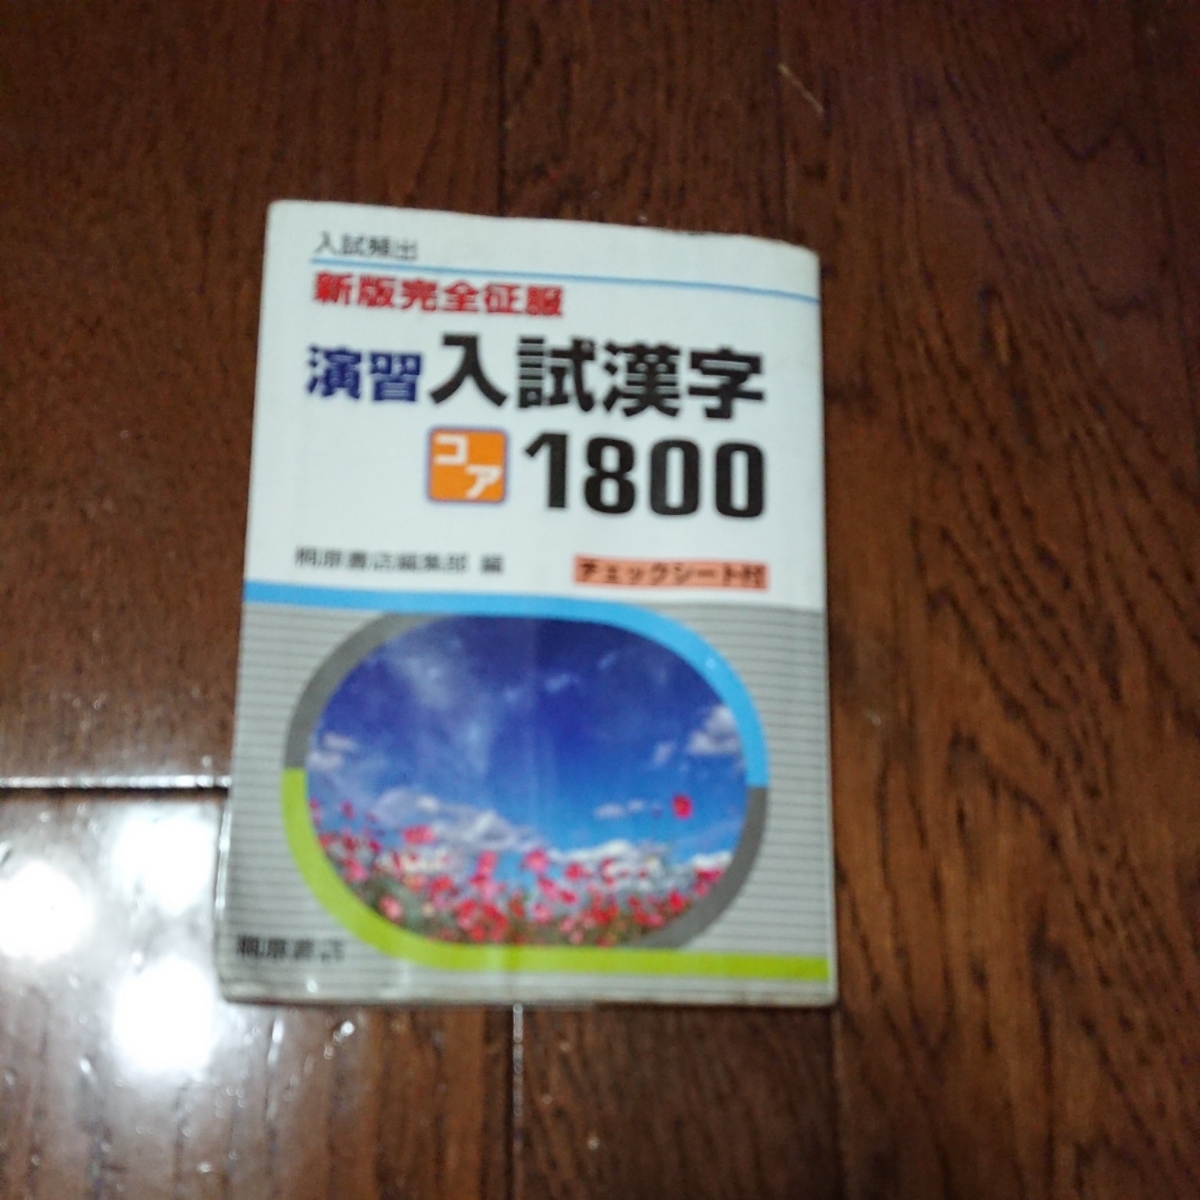 入試頻出
新版完全征服
演習 入試漢字
コア 1800
桐原書店編集部 編
チェックシート付
桐原書店